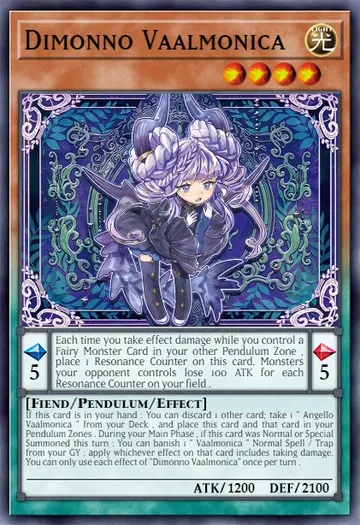 Dimonno Vaalmonica
LIGHT
光
Each time you take effect damage while you control a
Fairy Monster Card in your other Pendulum Zone ,
place 1 Resonance Counter on this card. Monsters
your opponent controls lose 100 ATK for each
Resonance Counter on your field .
5
5
[Fiend/Pendulum/Effect]
If this card is in your hand : You can discard 1 other card; take 1 " Angello
Vaalmonica " from your Deck , and place this card and that card in your
Pendulum Zones . During your Main Phase , if this card was Normal or Special
Summoned this turn : You can banish 1 " Vaalmonica " Normal Spell / Trap
from your GY ; apply whichever effect on that card includes taking damage.
You can only use each effect of "Dimonno Vaalmonica" once per turn .
ATK/1200 DEF/2100